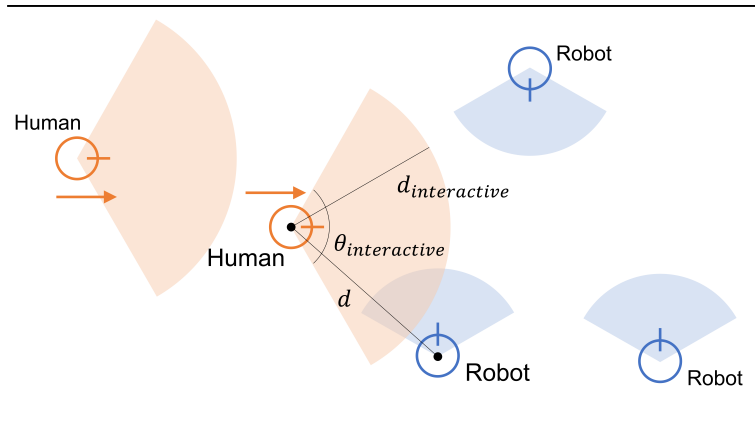 Robot
Human
d_interactive
θ_interactive
Human
d
Robot
Robot